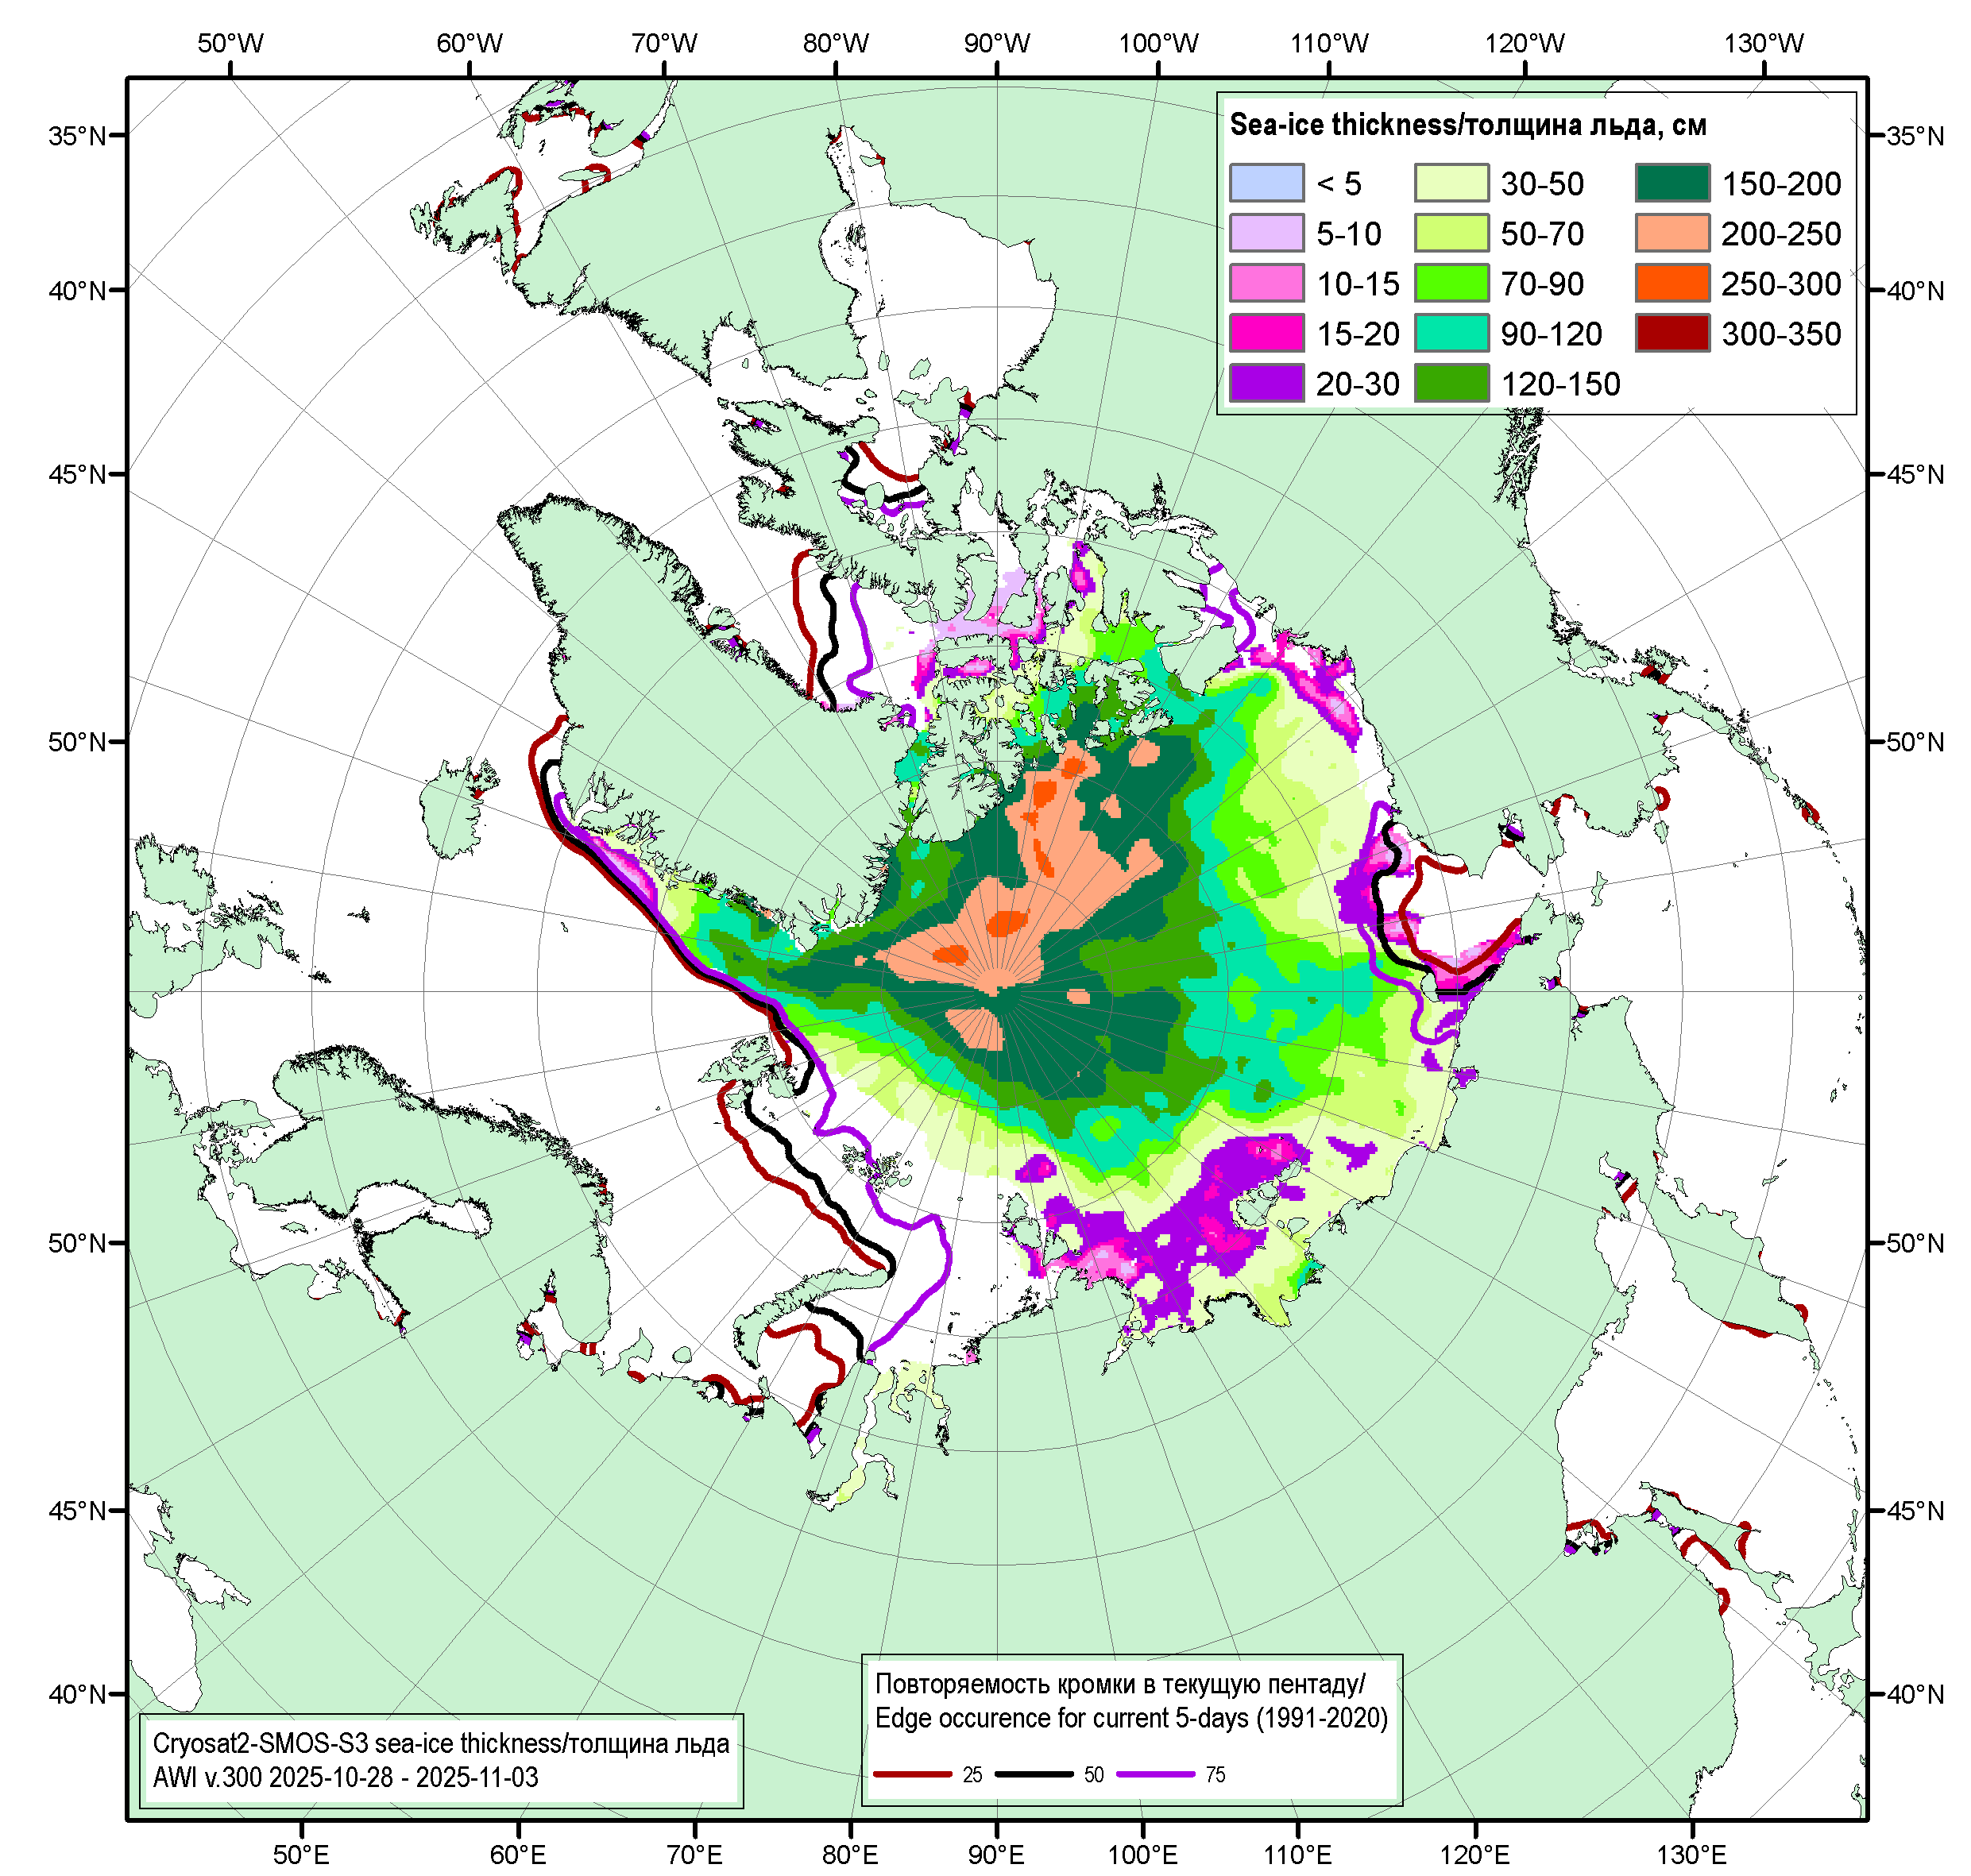 50°W 60°W 70°W 80°W 90°W 100°W 110°W 120°W 130°W
Sea-ice thickness/толщина льда, см
< 5 30-50 150-200
5-10 50-70 200-250
10-15 70-90 250-300
15-20 90-120 300-350
20-30 120-150
35°N 35°N
40°N 40°N
45°N 45°N
50°N 50°N
50°N 50°N
45°N 45°N
40°N 40°N
Повторяемость кромки в текущую пентаду/
Edge occurence for current 5-days (1991-2020)
25 50 75
Cryosat2-SMOS-S3 sea-ice thickness/толщина льда
AWI v.300 2025-10-28 - 2025-11-03
50°E 60°E 70°E 80°E 90°E 100°E 110°E 120°E 130°E